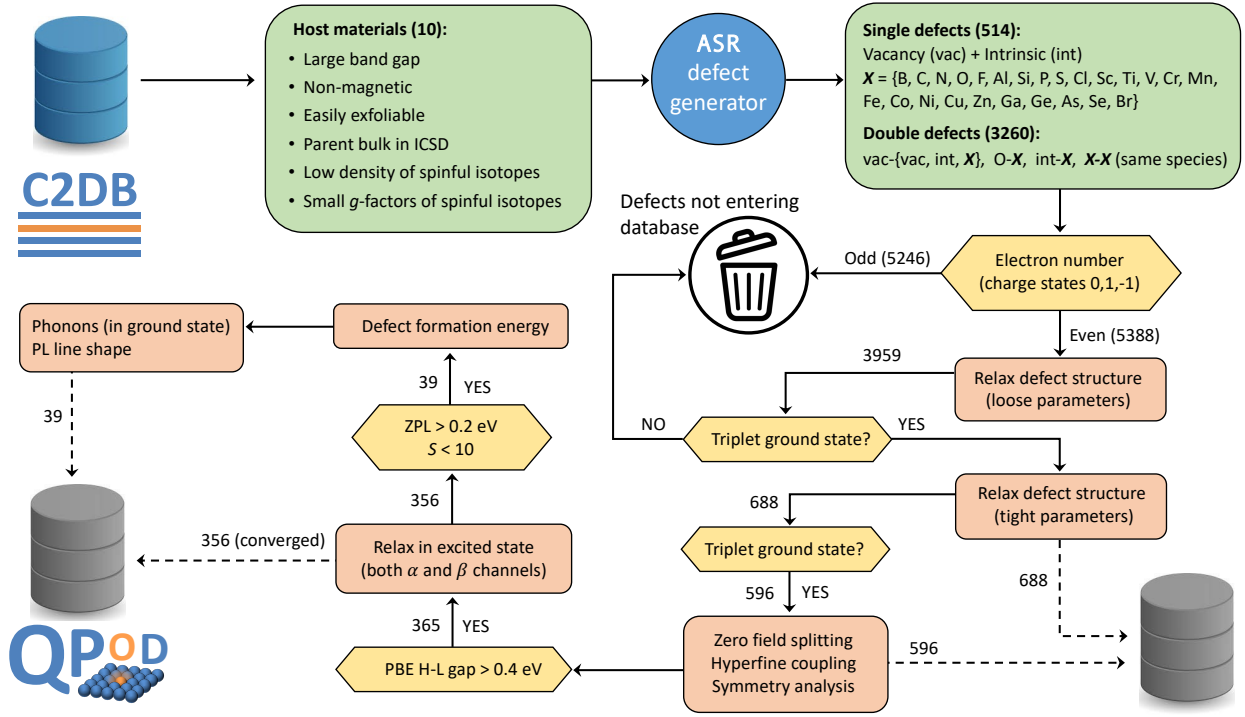 C2DB
Host materials (10):
• Large band gap
• Non-magnetic
• Easily exfoliable
• Parent bulk in ICSD
• Low density of spinful isotopes
• Small g-factors of spinful isotopes
ASR
defect
generator
Single defects (514):
Vacancy (vac) + Intrinsic (int)
X = {B, C, N, O, F, Al, Si, P, S, Cl, Sc, Ti, V, Cr, Mn,
Fe, Co, Ni, Cu, Zn, Ga, Ge, As, Se, Br}
Double defects (3260):
vac-{vac, int, X}, O-X, int-X, X-X (same species)
Defects not entering
database
Odd (5246)
Electron number
(charge states 0,1,-1)
Even (5388)
Relax defect structure
(loose parameters)
3959
Triplet ground state?
NO
YES
Relax defect structure
(tight parameters)
688
688
Triplet ground state?
596
YES
Zero field splitting
Hyperfine coupling
Symmetry analysis
596
PBE H-L gap > 0.4 eV
365
YES
Relax in excited state
(both α and β channels)
356 (converged)
356
ZPL > 0.2 eV
S < 10
39
YES
Defect formation energy
Phonons (in ground state)
PL line shape
39
QPOD